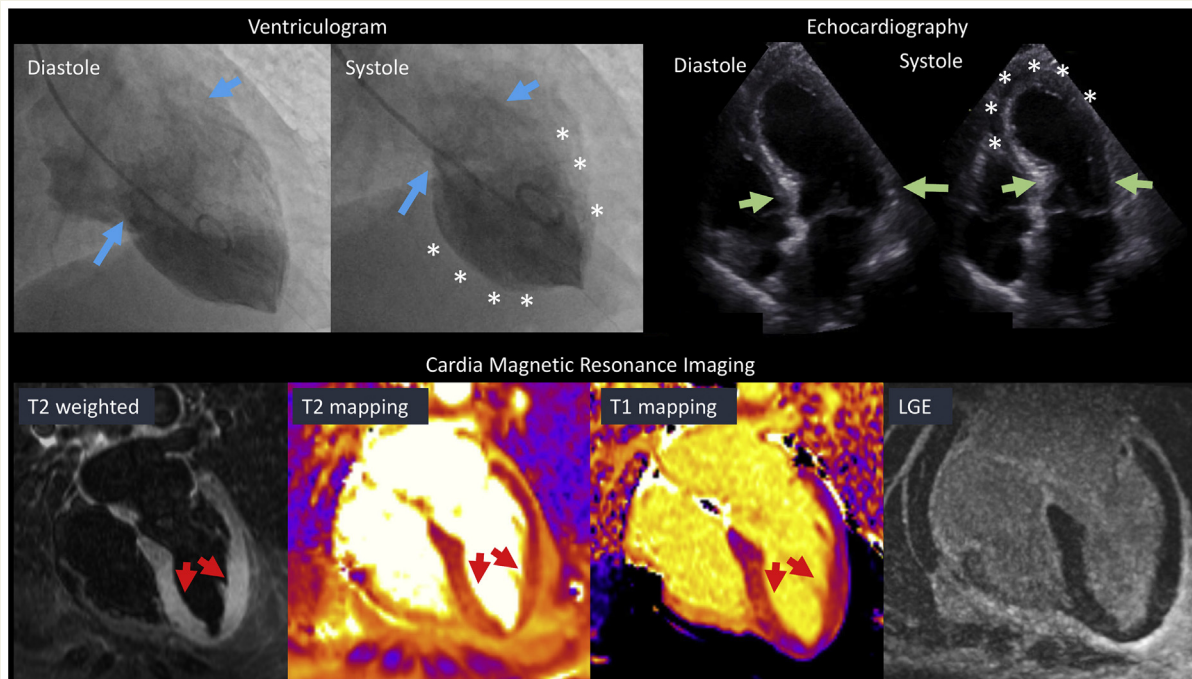 Ventriculogram
Echocardiography
Diastole
Systole
Diastole
Systole
* * * * * * *
* * * * * *
Cardia Magnetic Resonance Imaging
T2 weighted
T2 mapping
T1 mapping
LGE